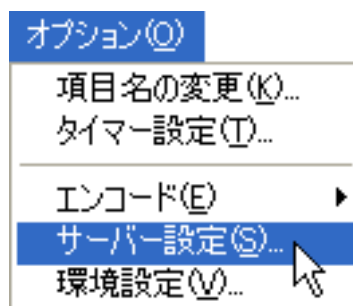 オプション(O)
項目名の変更(K)...
タイマー設定(T)...
エンコード(E)
サーバー設定(S)...
環境設定(V)...